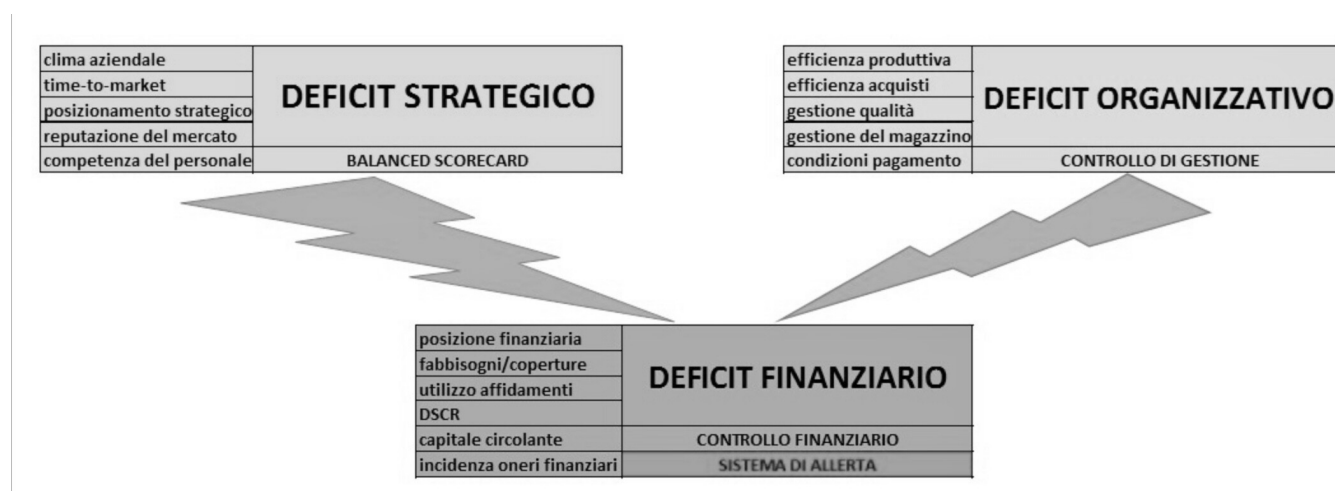 clima aziendale
time-to-market
posizionamento strategico
reputazione del mercato
competenza del personale
DEFICIT STRATEGICO
BALANCED SCORECARD
efficienza produttiva
efficienza acquisti
gestione qualità
gestione del magazzino
condizioni pagamento
DEFICIT ORGANIZZATIVO
CONTROLLO DI GESTIONE
posizione finanziaria
fabbisogni/coperture
utilizzo affidamenti
DSCR
capitale circolante
incidenza oneri finanziari
DEFICIT FINANZIARIO
CONTROLLO FINANZIARIO
SISTEMA DI ALLERTA